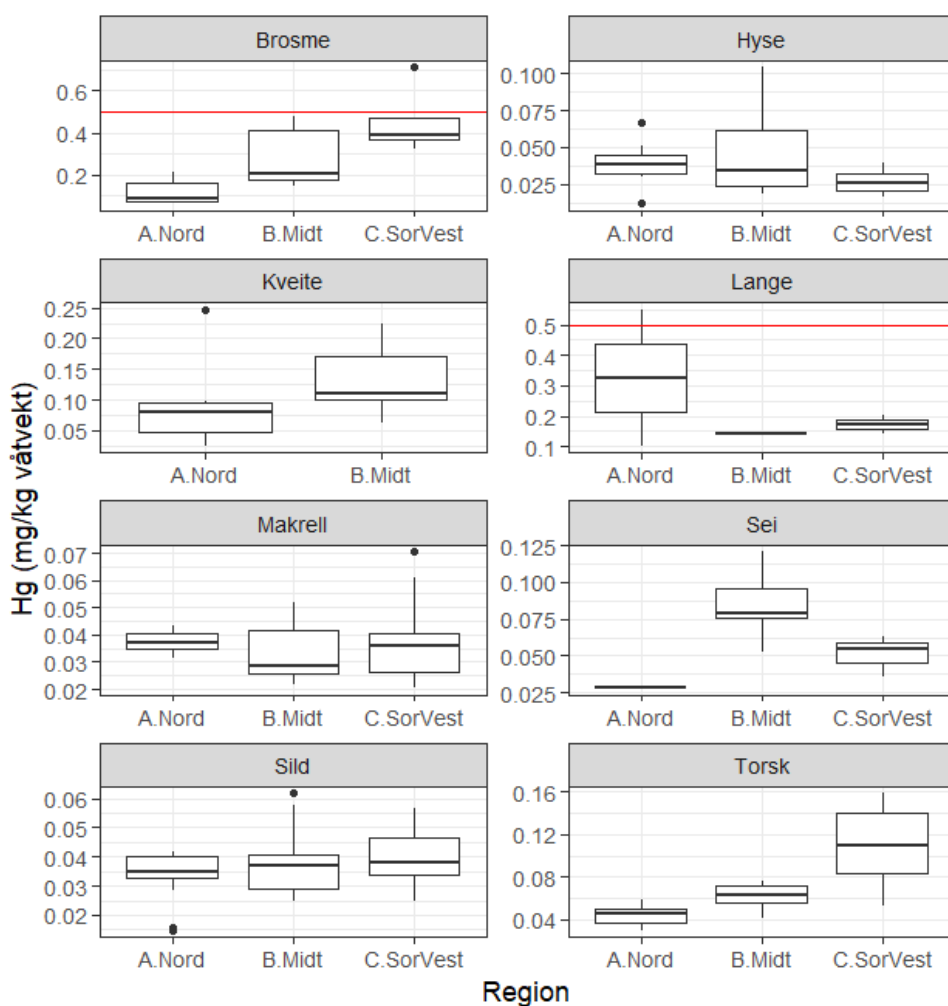 Brosme
0.6
0.4
0.2
A.Nord B.Midt C.SorVest
Hyse
0.100
0.075
0.050
0.025
A.Nord B.Midt C.SorVest
Kveite
0.25
0.20
0.15
0.10
0.05
A.Nord B.Midt
Lange
0.5
0.4
0.3
0.2
0.1
A.Nord B.Midt C.SorVest
Makrell
0.07
0.06
0.05
0.04
0.03
0.02
A.Nord B.Midt C.SorVest
Sei
0.125
0.100
0.075
0.050
0.025
A.Nord B.Midt C.SorVest
Sild
0.06
0.05
0.04
0.03
0.02
A.Nord B.Midt C.SorVest
Torsk
0.16
0.12
0.08
0.04
A.Nord B.Midt C.SorVest
Hg (mg/kg våtvekt)
Region